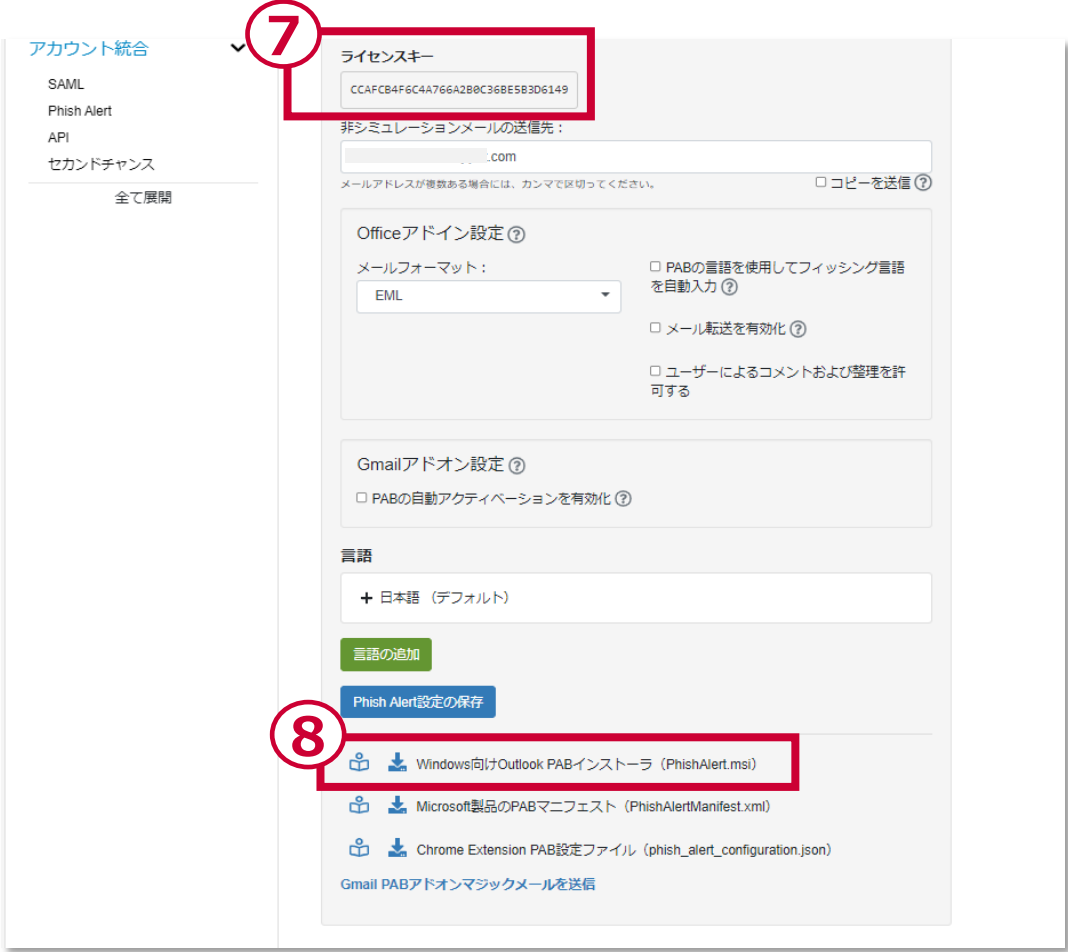 アカウント統合
SAML
Phish Alert
API
セカンドチャンス
全て展開
⑦
ライセンスキー
CCAFCB4F6C4A766A2B0C36BE5B3D6149
非シミュレーションメールの送信先：
.com
メールアドレスが複数ある場合には、カンマで区切ってください。
コピーを送信 ?
Officeアドイン設定 ?
メールフォーマット：
EML
PABの言語を使用してフィッシング言語
を自動入力 ?
メール転送を有効化 ?
ユーザーによるコメントおよび整理を許
可する
Gmailアドオン設定 ?
PABの自動アクティベーションを有効化 ?
言語
+ 日本語 （デフォルト）
言語の追加
Phish Alert設定の保存
⑧
Windows向けOutlook PABインストーラ（PhishAlert.msi）
Microsoft製品のPABマニフェスト（PhishAlertManifest.xml）
Chrome Extension PAB設定ファイル（phish_alert_configuration.json）
Gmail PABアドオンマジックメールを送信